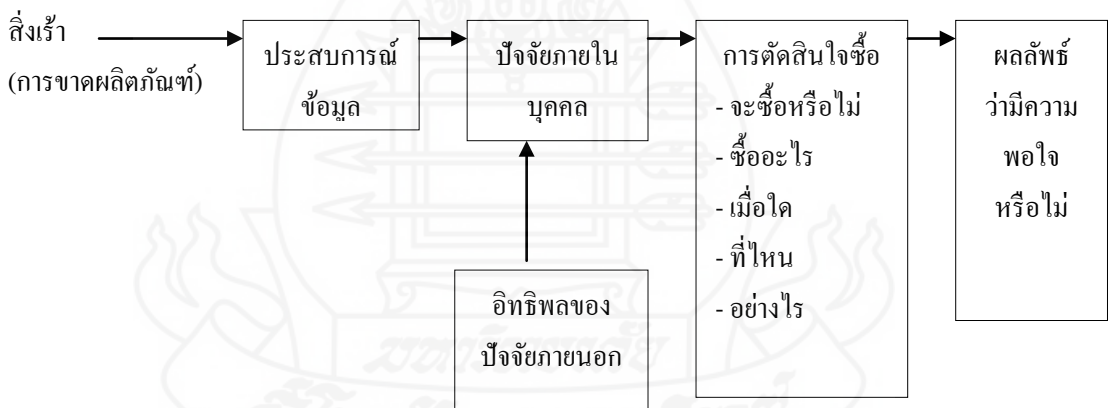 สิ่งเร้า
(การขาดผลิตภัณฑ์)
ประสบการณ์
ข้อมูล
ปัจจัยภายใน
บุคคล
การตัดสินใจซื้อ
- จะซื้อหรือไม่
- ซื้ออะไร
- เมื่อใด
- ที่ไหน
- อย่างไร
ผลลัพธ์
ว่ามีความ
พอใจ
หรือไม่
อิทธิพลของ
ปัจจัยภายนอก